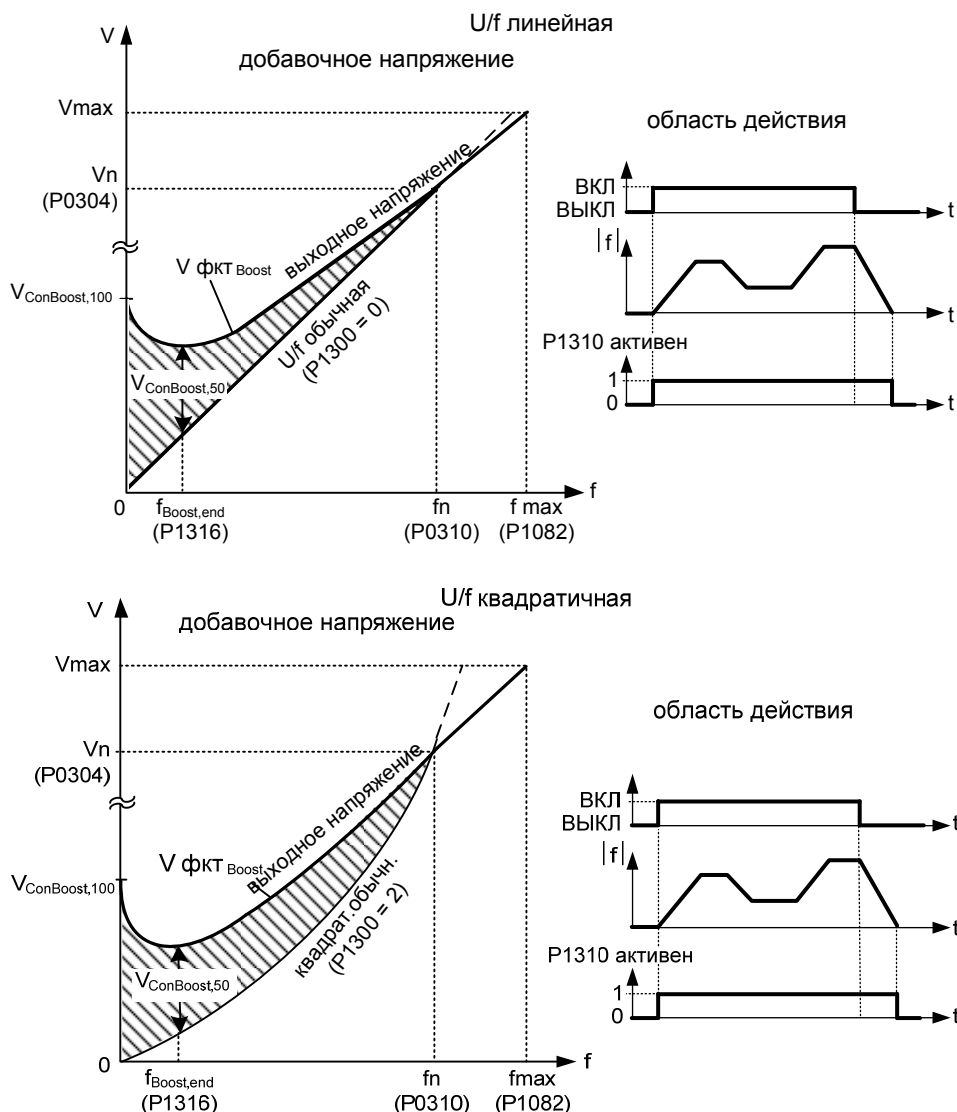 U/f линейная
добавочное напряжение
V
Vmax
Vn
(P0304)
VConBoost,100
V фкт Boost
выходное напряжение
U/f обычная
(P1300 = 0)
VConBoost,50
0
f
fBoost,end
(P1316)
fn
(P0310)
f max
(P1082)
область действия
ВКЛ
ВЫКЛ
t
|f|
t
P1310 активен
1
0
t
U/f квадратичная
добавочное напряжение
V
Vmax
Vn
(P0304)
VConBoost,100
V фкт Boost
выходное напряжение
квадрат.обычн.
(P1300 = 2)
VConBoost,50
0
f
fBoost,end
(P1316)
fn
(P0310)
fmax
(P1082)
область действия
ВКЛ
ВЫКЛ
t
|f|
t
P1310 активен
1
0
t